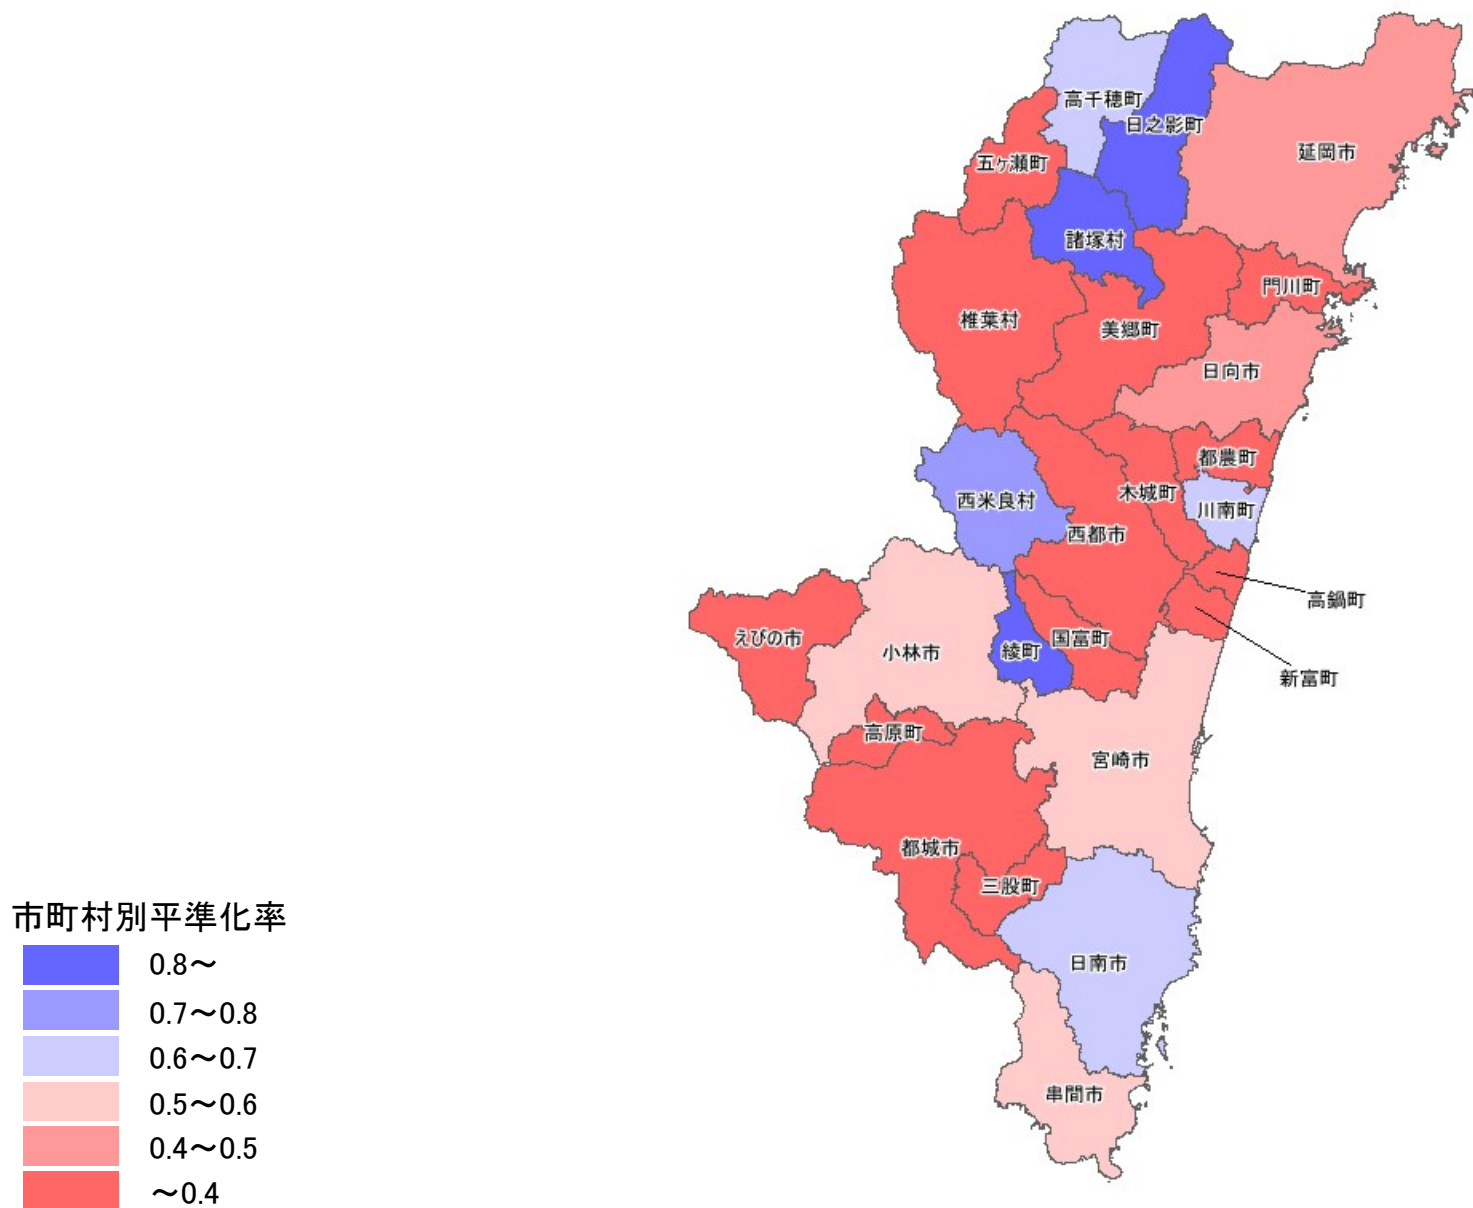 高千穂町
日之影町
延岡市
五ヶ瀬町
諸塚村
門川町
椎葉村
美郷町
日向市
都農町
木城町
西米良村
川南町
西都市
高鍋町
えびの市
国富町
綾町
小林市
新富町
高原町
宮崎市
都城市
三股町
日南市
串間市
市町村別平準化率
0.8～
0.7～0.8
0.6～0.7
0.5～0.6
0.4～0.5
～0.4